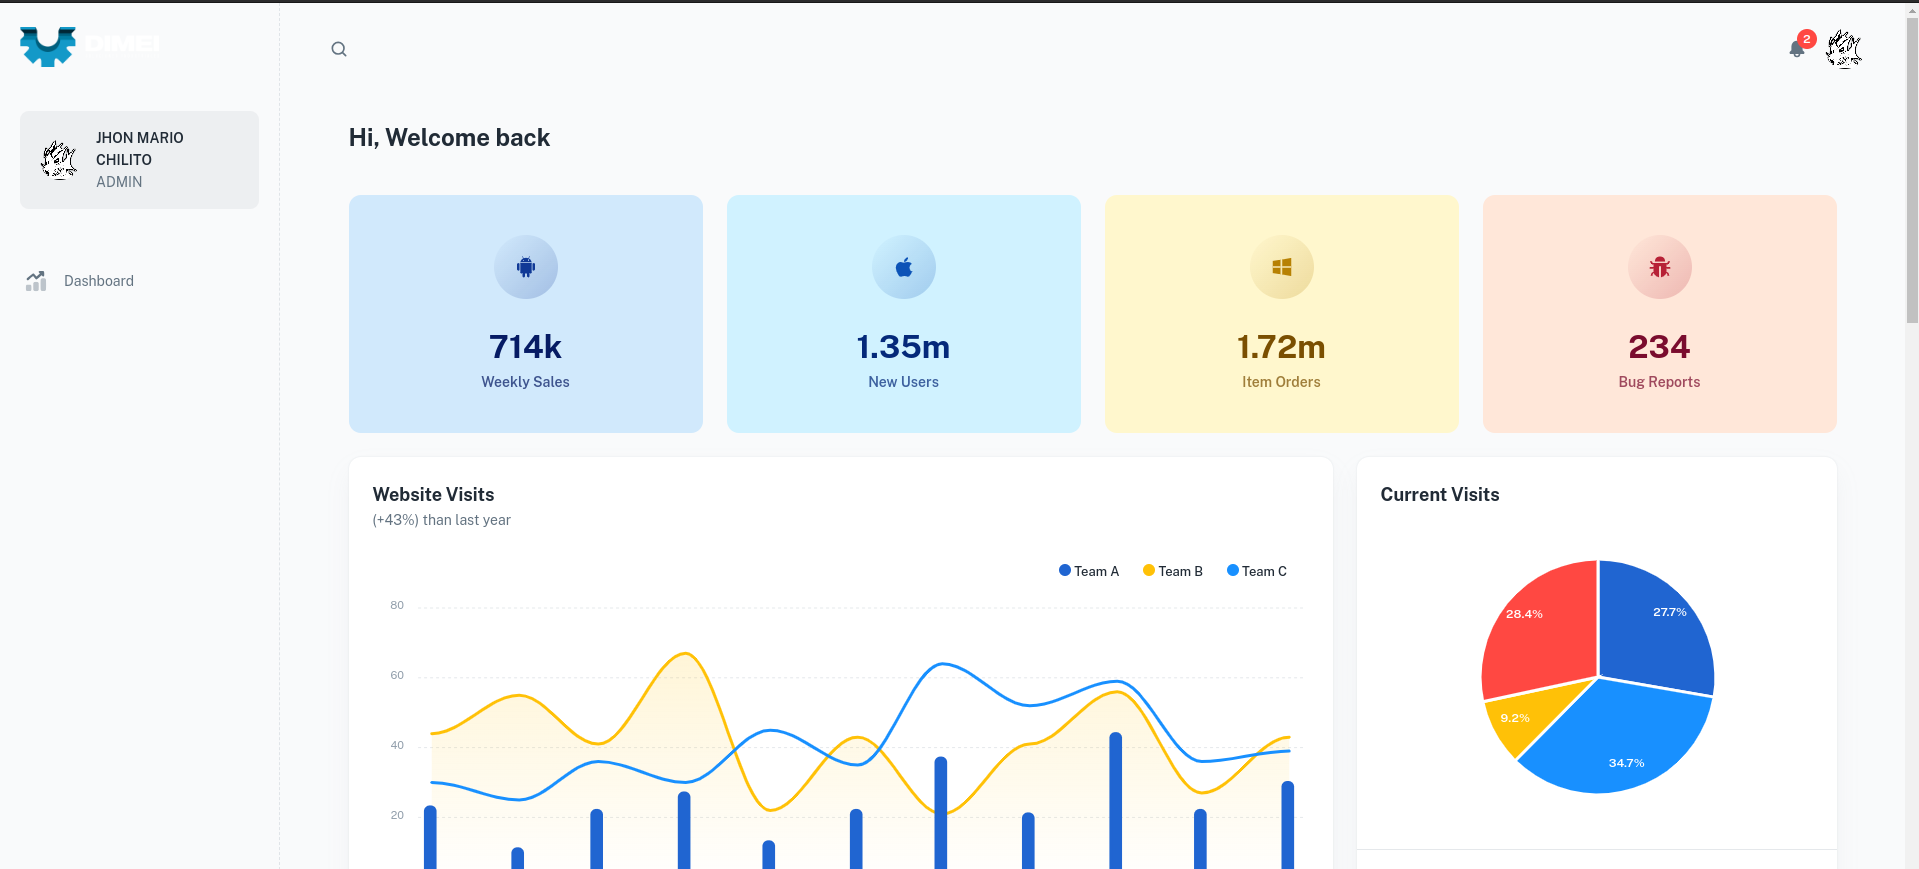 DIMEI
2
JHON MARIO
CHILITO
ADMIN
Dashboard
Hi, Welcome back
714k
Weekly Sales
1.35m
New Users
1.72m
Item Orders
234
Bug Reports
Website Visits
(+43%) than last year
Team A
Team B
Team C
80
60
40
20
Current Visits
28.4%
27.7%
9.2%
34.7%